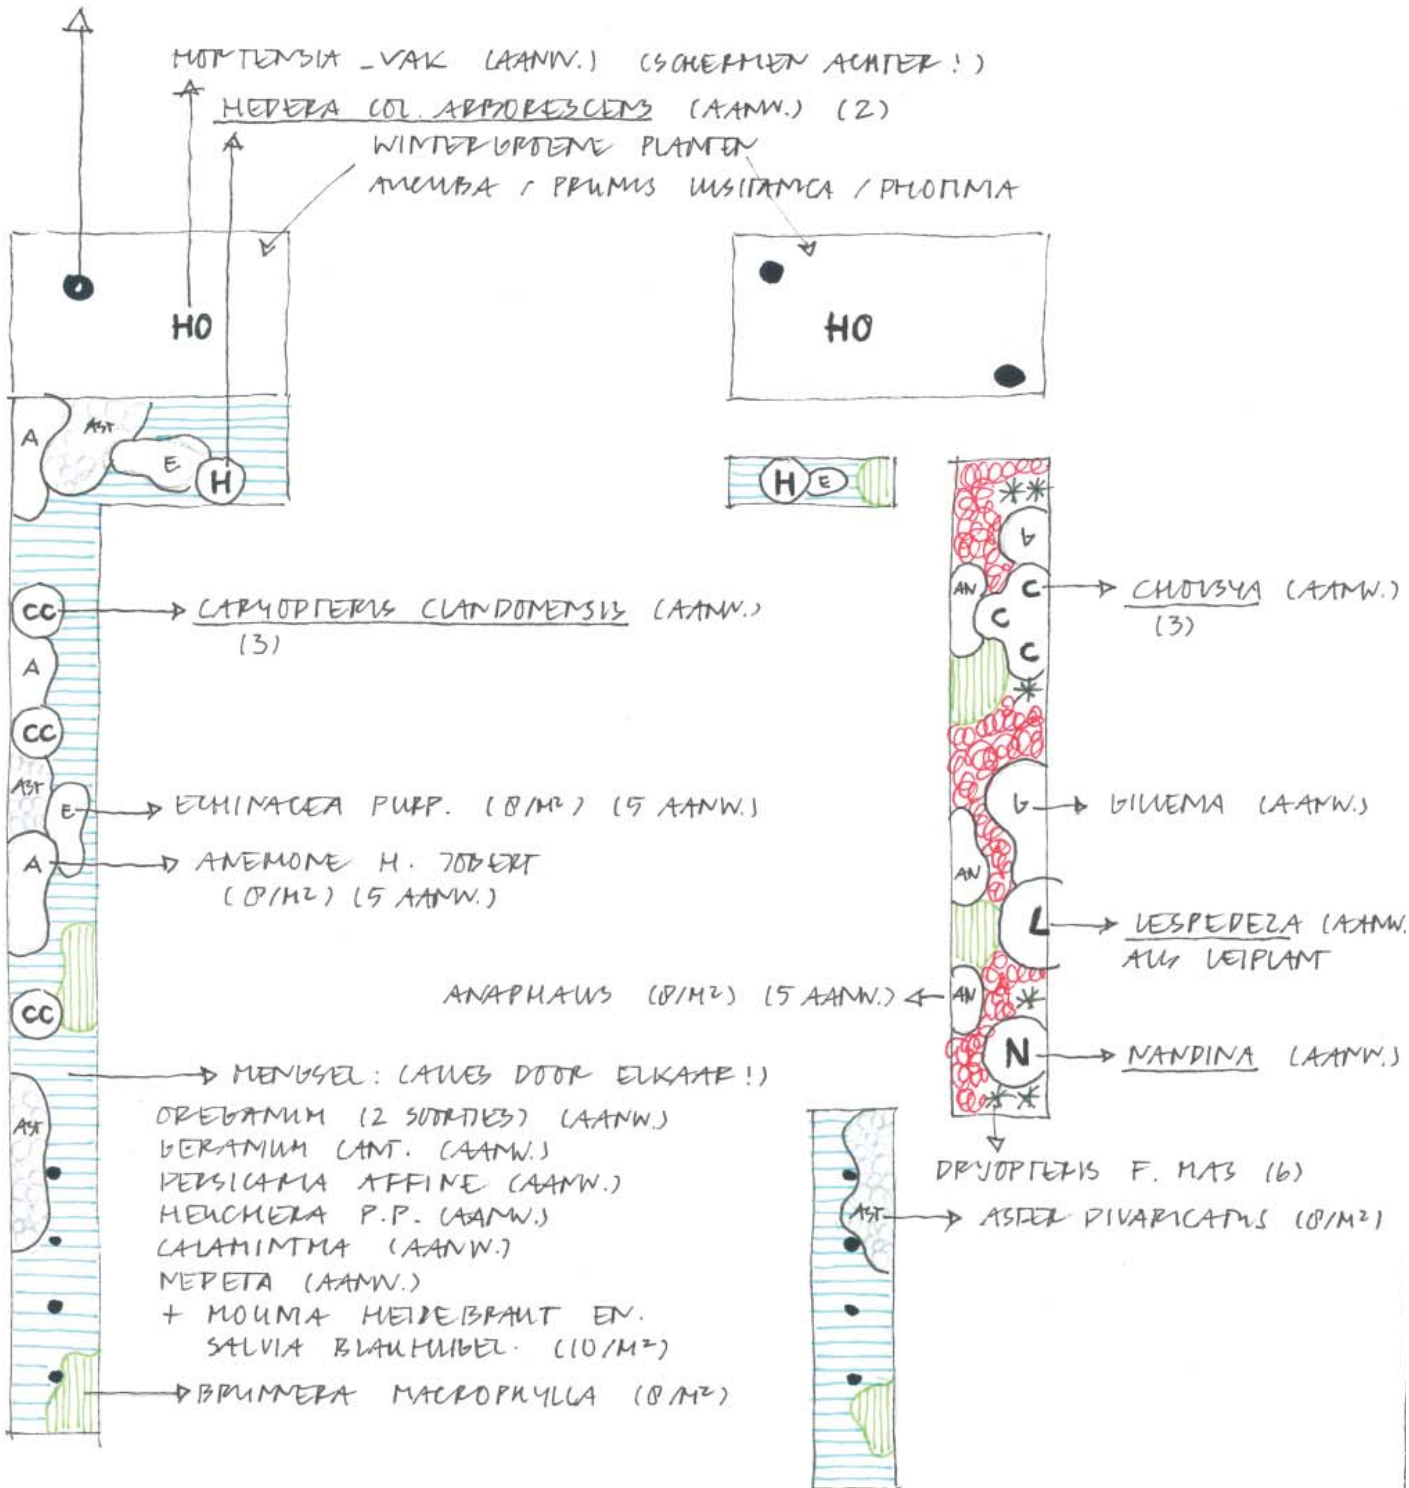 HORTENSIA - VAK (AANW.) (SCHERMEN ACHTER!)
HEDERA COL. ARBORESCENS (AANW.) (2)
WINTERGROENE PLANTEN
AUCUBA / PRUNUS LUSITANICA / PHOTINIA
HO
HO
A
AST
E
H
H
E
G
AN
C
C
C
CC
CARYOPTERIS CLANDONENSIS (AANW.)
(3)
CHOISYA (AANW.)
(3)
A
CC
AST
E
ECHINACEA PURP. (8/M²) (5 AANW.)
G
GILLENIA (AANW.)
A
ANEMONE H. JOBERT
(8/M²) (5 AANW.)
AN
L
LESPEDEZA (AANW.
ALS LEIPLANT
CC
ANAPHALIS (8/M²) (5 AANW.)
AN
N
NANDINA (AANW.)
MENGSEL: (ALLES DOOR ELKAAR!)
OREGANUM (2 SOORTJES) (AANW.)
GERANIUM CANT. (AANW.)
PERSICARIA AFFINE (AANW.)
HEUCHERA P.P. (AANW.)
CALAMINTHA (AANW.)
NEPETA (AANW.)
+ MOLINIA HEIDEBRAUT EN.
SALVIA BLAUHUGEL. (10/M²)
AST
BRUNNERA MACROPHYLLA (8/M²)
DRYOPTERIS F. MAS (6)
AST
ASTER DIVARICATUS (8/M²)